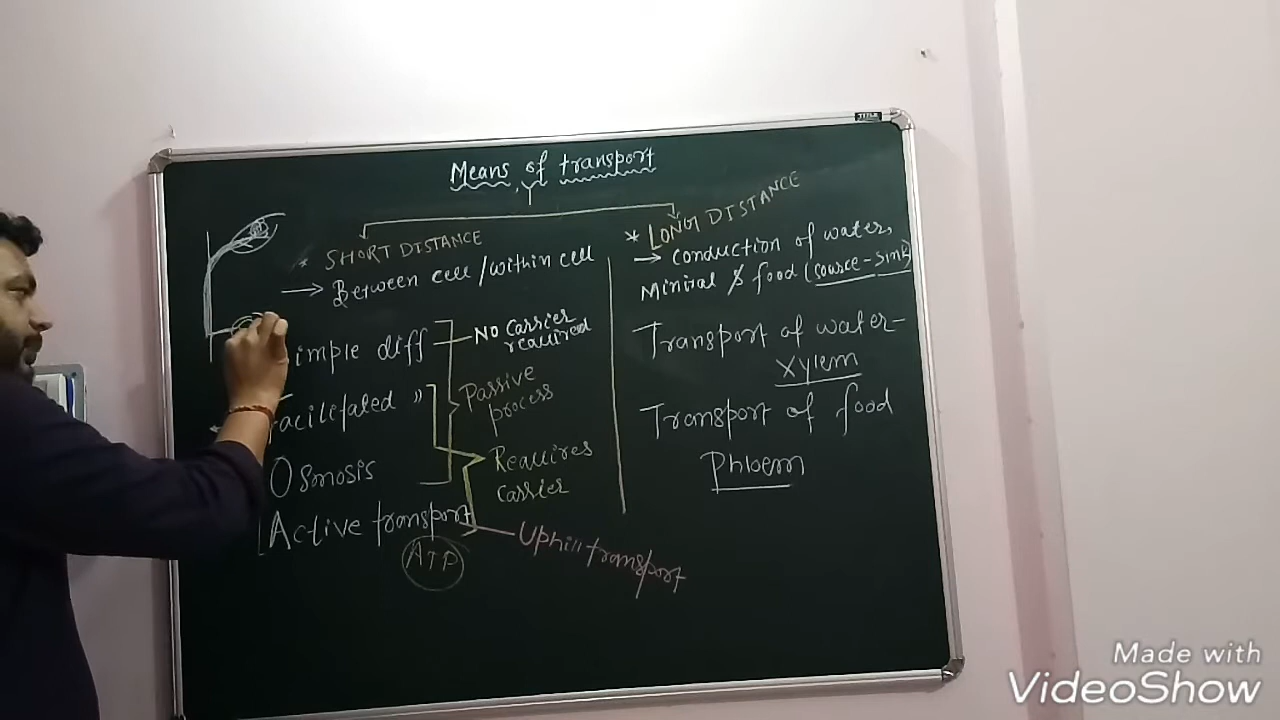 Means of transport
* SHORT DISTANCE
→ Between cell/within cell
imple diff
No carrier
required
Facilitated "
Passive
process
Osmosis
Requires
carrier
Active transport
ATP
Uphill transport
* LONG DISTANCE
→ Conduction of water,
Miniral & food (source-sink)
Transport of water-
Xylem
Transport of food
Phloem
Made with
VideoShow